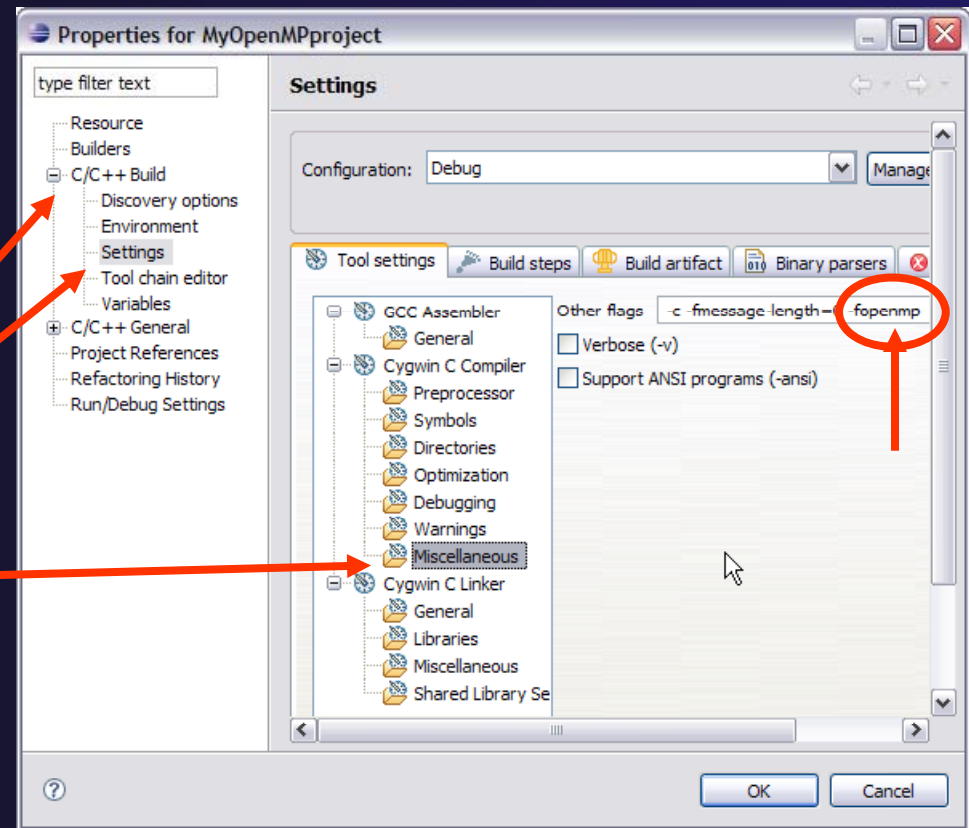 Properties for MyOpenMPproject
type filter text
Resource
Builders
C/C++ Build
Discovery options
Environment
Settings
Tool chain editor
Variables
C/C++ General
Project References
Refactoring History
Run/Debug Settings
Settings
Configuration: Debug
Manage
Tool settings Build steps Build artifact Binary parsers
GCC Assembler
General
Cygwin C Compiler
Preprocessor
Symbols
Directories
Optimization
Debugging
Warnings
Miscellaneous
Cygwin C Linker
General
Libraries
Miscellaneous
Shared Library Se
Other flags -c -fmessage-length= -fopenmp
Verbose (-v)
Support ANSI programs (-ansi)
OK Cancel